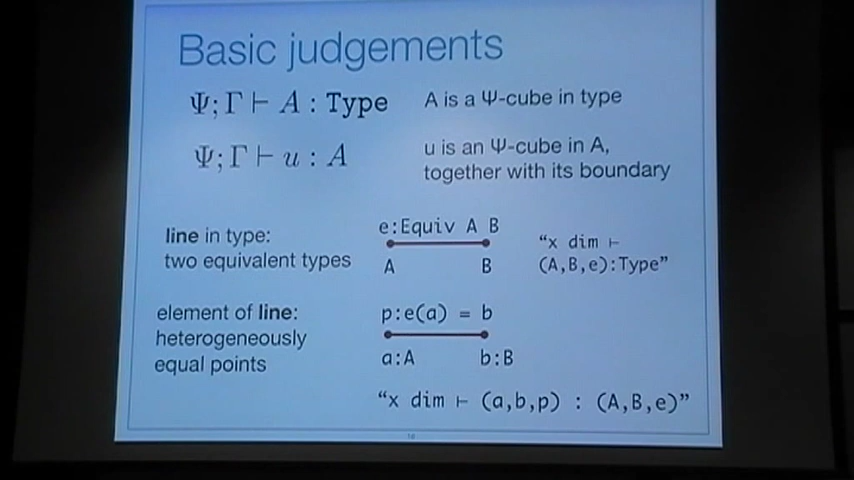 Basic judgements
Ψ;Γ ⊢ A : Type
A is a Ψ-cube in type
Ψ;Γ ⊢ u : A
u is an Ψ-cube in A,
together with its boundary
line in type:
two equivalent types
e:Equiv A B
A B
“x dim ⊢
(A,B,e):Type”
element of line:
heterogeneously
equal points
p:e(a) = b
a:A b:B
“x dim ⊢ (a,b,p) : (A,B,e)”